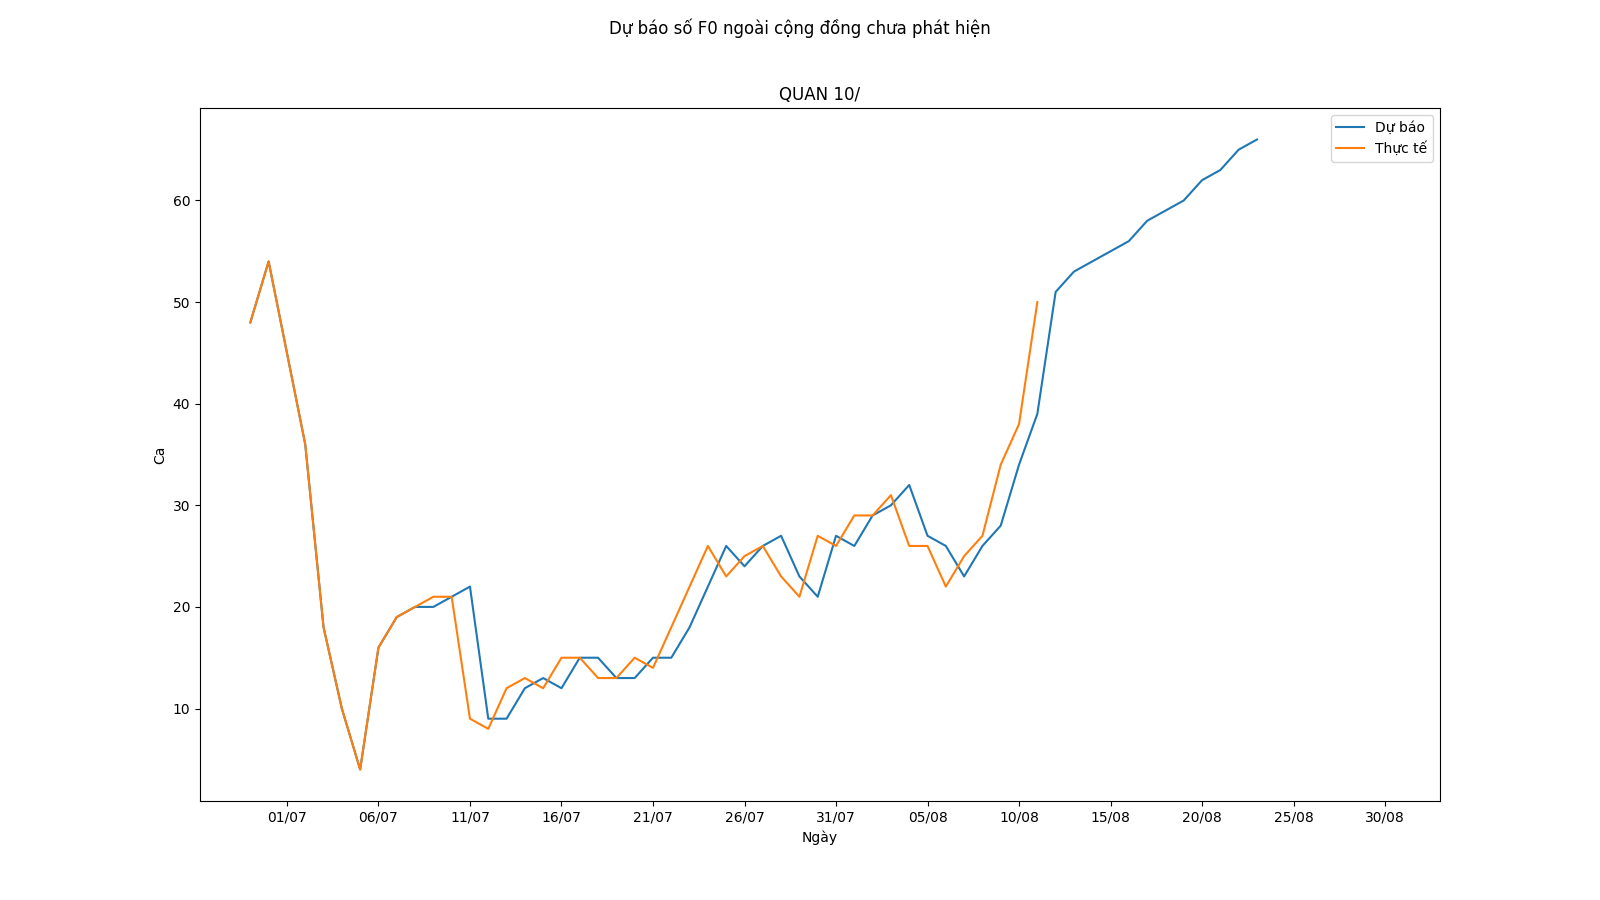 Dự báo số F0 ngoài cộng đồng chưa phát hiện
QUAN 10/
Dự báo
Thực tế
60
50
40
30
20
10
Ca
01/07 06/07 11/07 16/07 21/07 26/07 31/07 05/08 10/08 15/08 20/08 25/08 30/08
Ngày